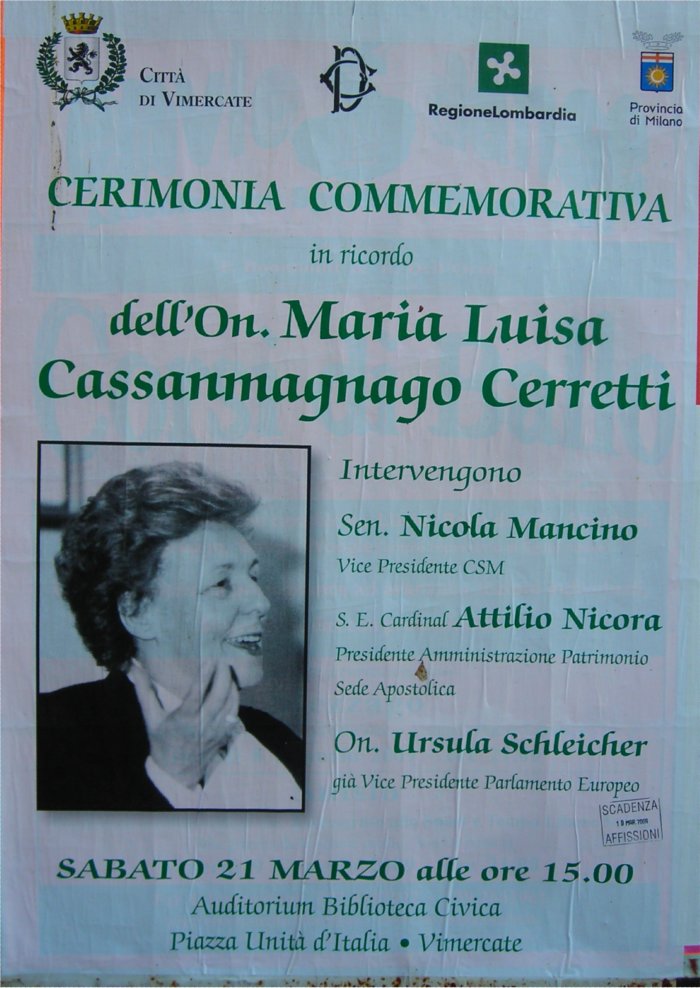 CITTÀ
DI VIMERCATE
RegioneLombardia
Provincia
di Milano
CERIMONIA COMMEMORATIVA
in ricordo
dell'On. Maria Luisa
Cassanmagnago Cerretti
Intervengono
Sen. Nicola Mancino
Vice Presidente CSM
S. E. Cardinal Attilio Nicora
Presidente Amministrazione Patrimonio
Sede Apostolica
On. Ursula Schleicher
già Vice Presidente Parlamento Europeo
SCADENZA
MAR. 2009
AFFISSIONI
SABATO 21 MARZO alle ore 15.00
Auditorium Biblioteca Civica
Piazza Unità d'Italia • Vimercate